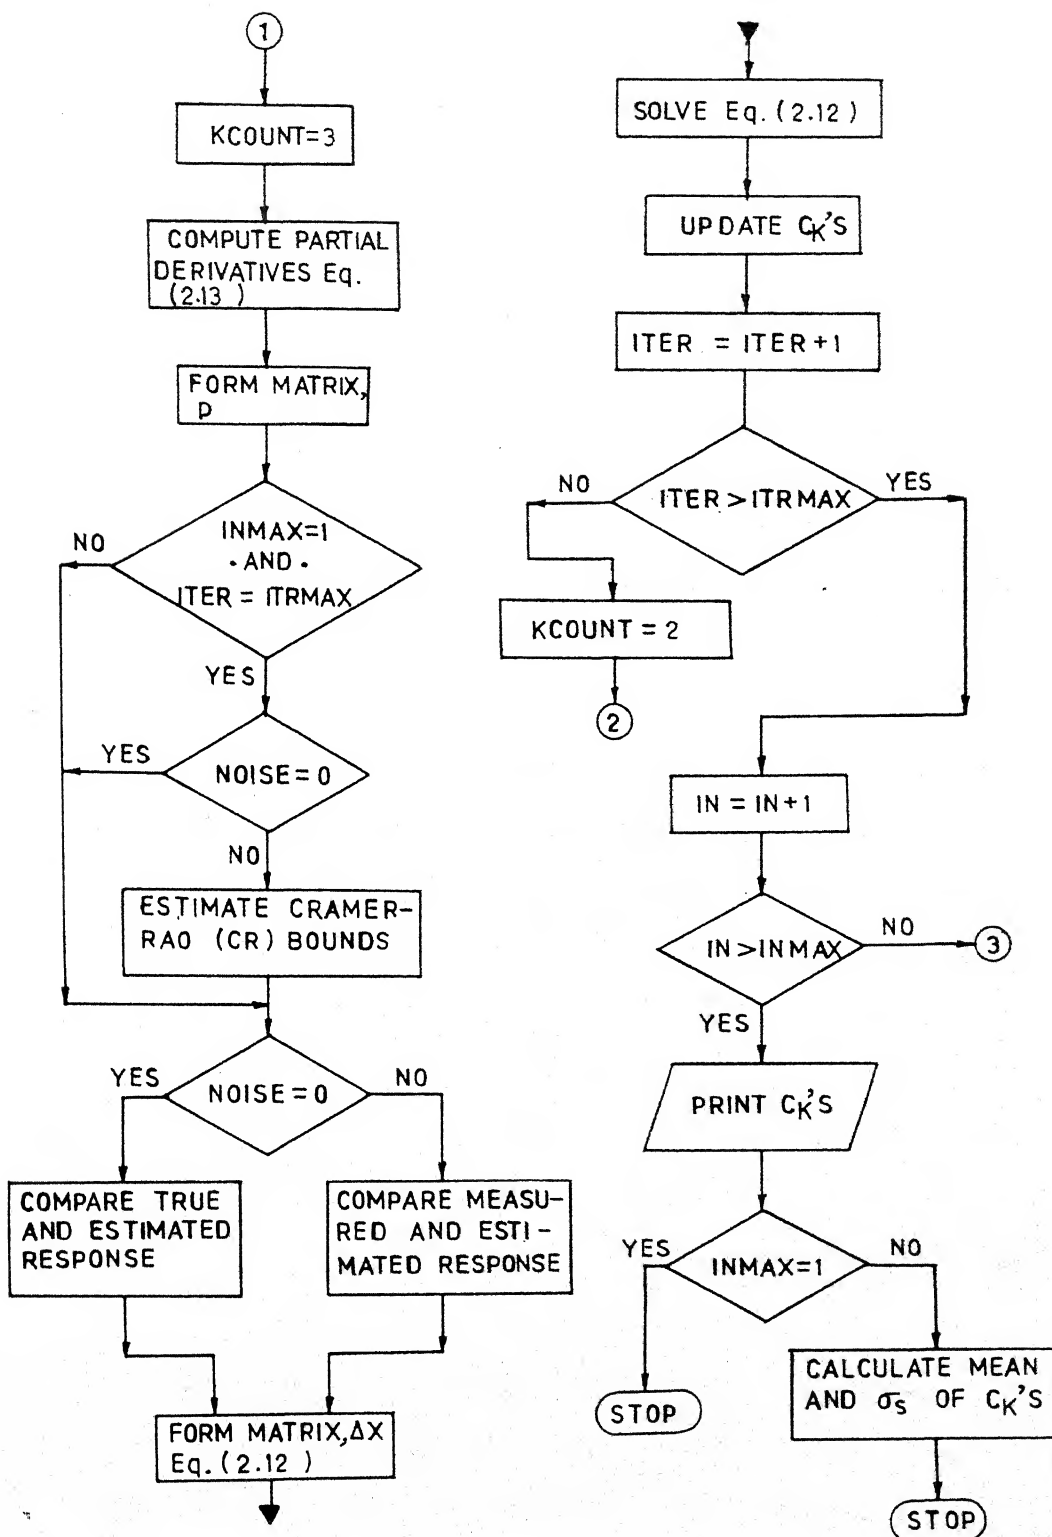 1
KCOUNT=3
COMPUTE PARTIAL
DERIVATIVES Eq.
(2.13 )
FORM MATRIX,
P
INMAX=1
·AND·
ITER = ITRMAX
NO
YES
NOISE=0
YES
NO
ESTIMATE CRAMER-
RAO (CR) BOUNDS
NOISE=0
YES
NO
COMPARE TRUE
AND ESTIMATED
RESPONSE
COMPARE MEASU-
RED AND ESTI-
MATED RESPONSE
FORM MATRIX,ΔX
Eq.(2.12 )
SOLVE Eq.(2.12)
UPDATE CK'S
ITER = ITER+1
ITER>ITRMAX
NO
YES
KCOUNT = 2
2
IN = IN+1
IN>INMAX
NO
3
YES
PRINT CK'S
INMAX=1
YES
NO
STOP
CALCULATE MEAN
AND σS OF CK'S
STOP